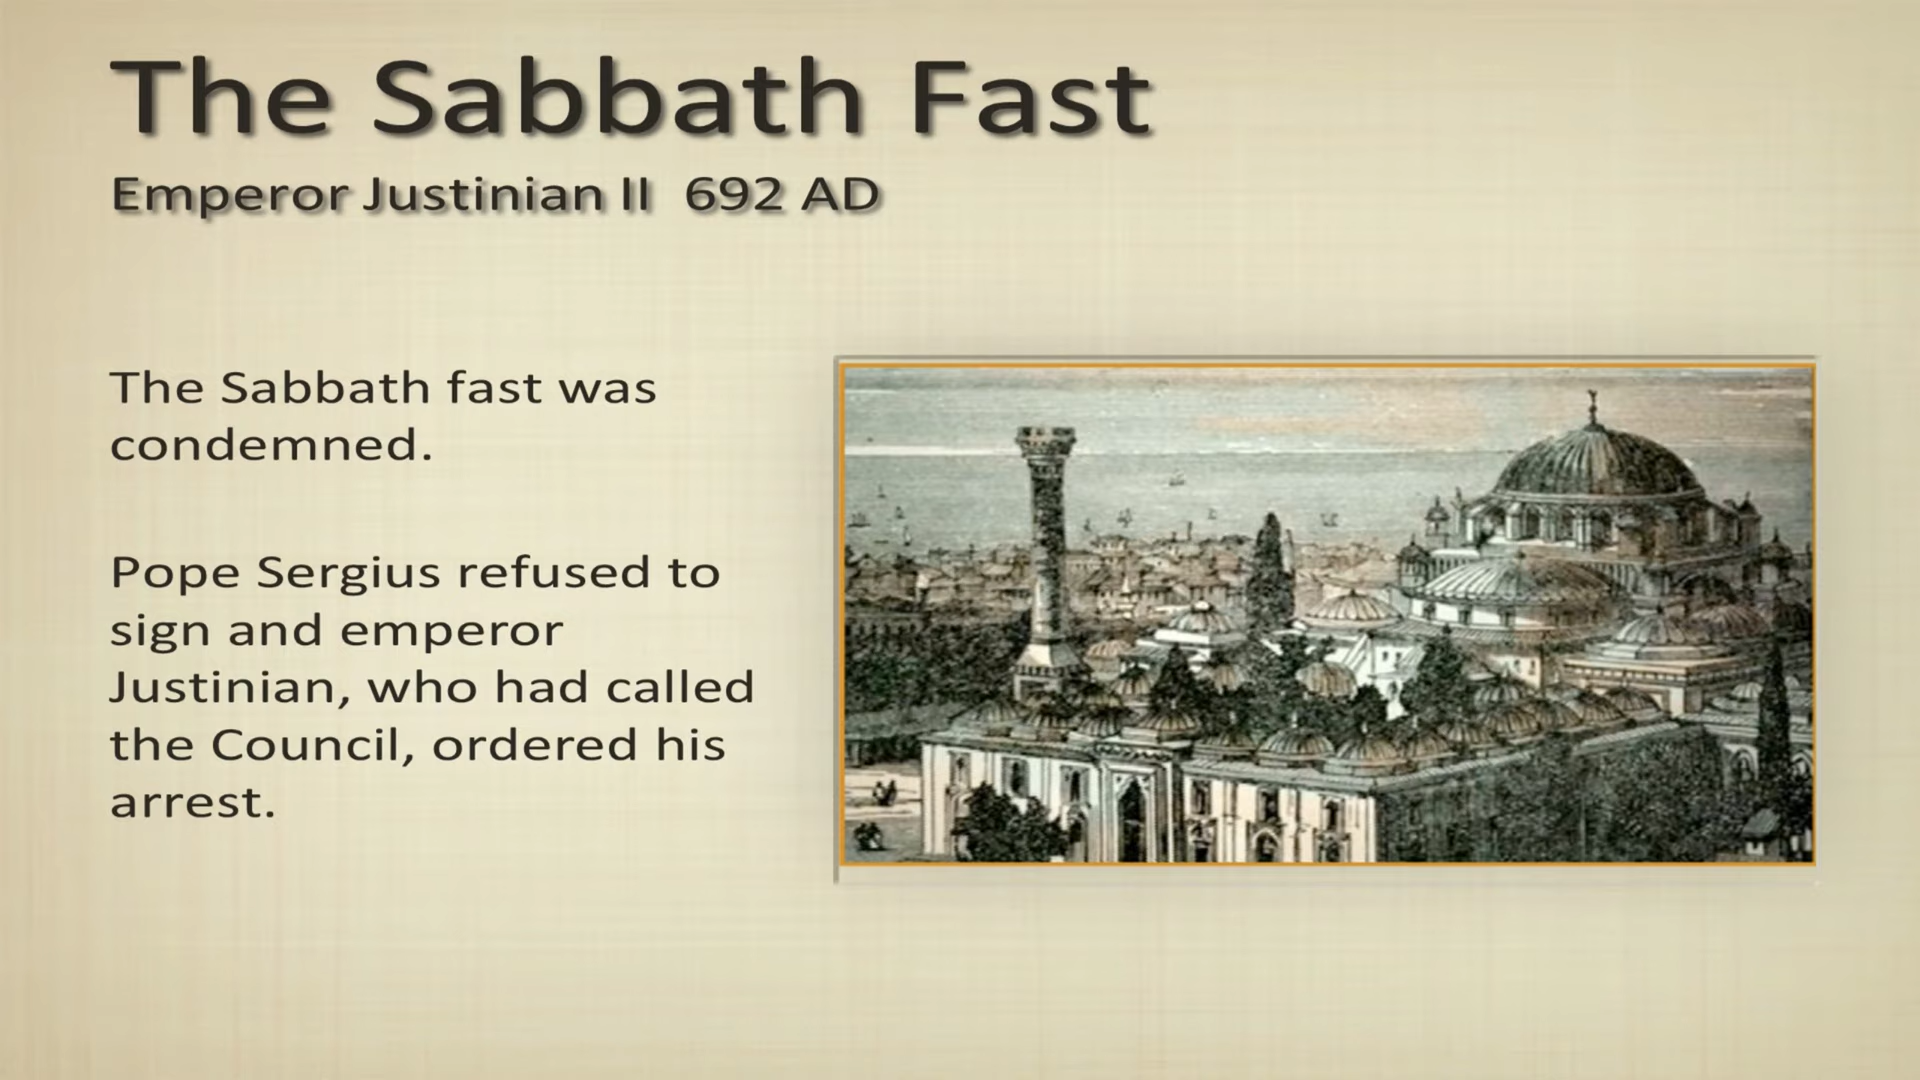 The Sabbath Fast
Emperor Justinian II 692 AD
The Sabbath fast was
condemned.
Pope Sergius refused to
sign and emperor
Justinian, who had called
the Council, ordered his
arrest.